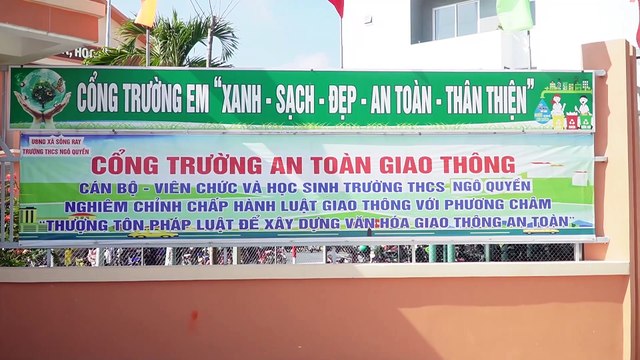 CỔNG TRƯỜNG EM "XANH - SẠCH - ĐẸP - AN TOÀN - THÂN THIỆN"
UBND XÃ SÔNG RAY
TRƯỜNG THCS NGÔ QUYỀN
CỔNG TRƯỜNG AN TOÀN GIAO THÔNG
CÁN BỘ - VIÊN CHỨC VÀ HỌC SINH TRƯỜNG THCS NGÔ QUYỀN
NGHIÊM CHỈNH CHẤP HÀNH LUẬT GIAO THÔNG VỚI PHƯƠNG CHÂM
"THƯỢNG TÔN PHÁP LUẬT ĐỂ XÂY DỰNG VĂN HÓA GIAO THÔNG AN TOÀN"